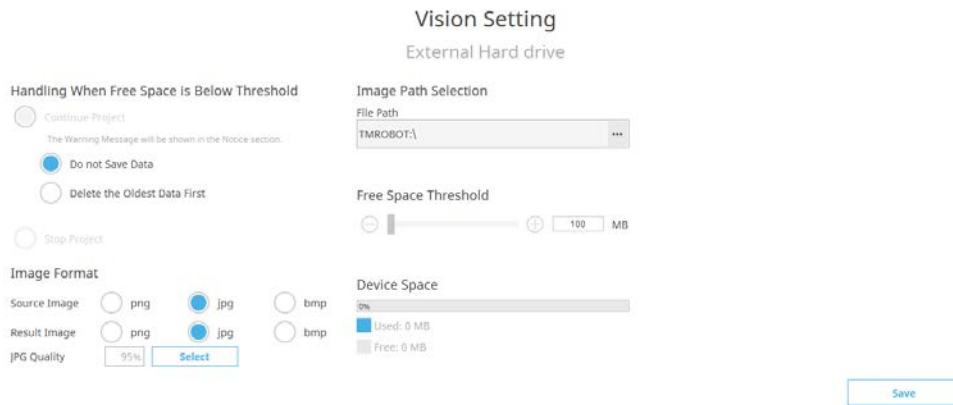 Vision Setting
External Hard drive
Handling When Free Space is Below Threshold
Continue Project
The Warning Message will be shown in the Notice section.
Do not Save Data
Delete the Oldest Data First
Stop Project
Image Format
Source Image png jpg bmp
Result Image png jpg bmp
JPG Quality 95% Select
Image Path Selection
File Path
TMROBOT:\ ...
Free Space Threshold
100 MB
Device Space
0%
Used: 0 MB
Free: 0 MB
Save